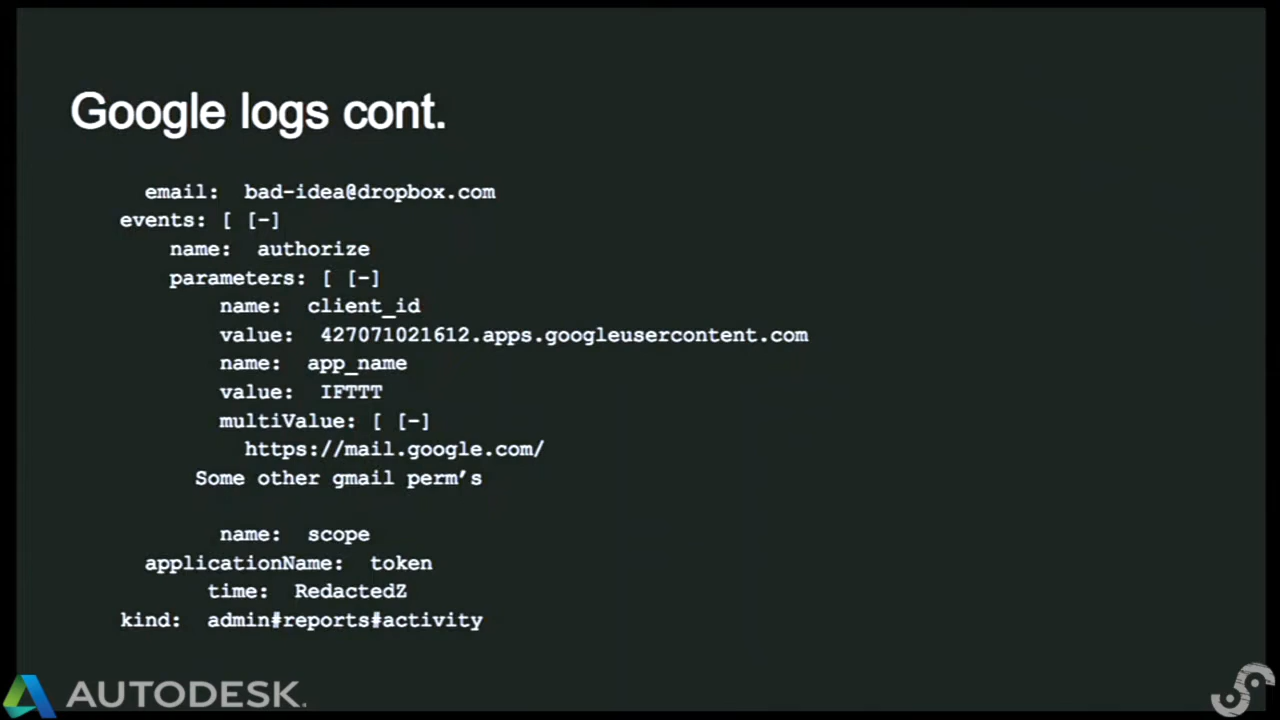 Google logs cont.
email: bad-idea@dropbox.com
events: [ [-]
name: authorize
parameters: [ [-]
name: client_id
value: 427071021612.apps.googleusercontent.com
name: app_name
value: IFTTT
multiValue: [ [-]
https://mail.google.com/
Some other gmail perm’s
name: scope
applicationName: token
time: RedactedZ
kind: admin#reports#activity
AUTODESK.